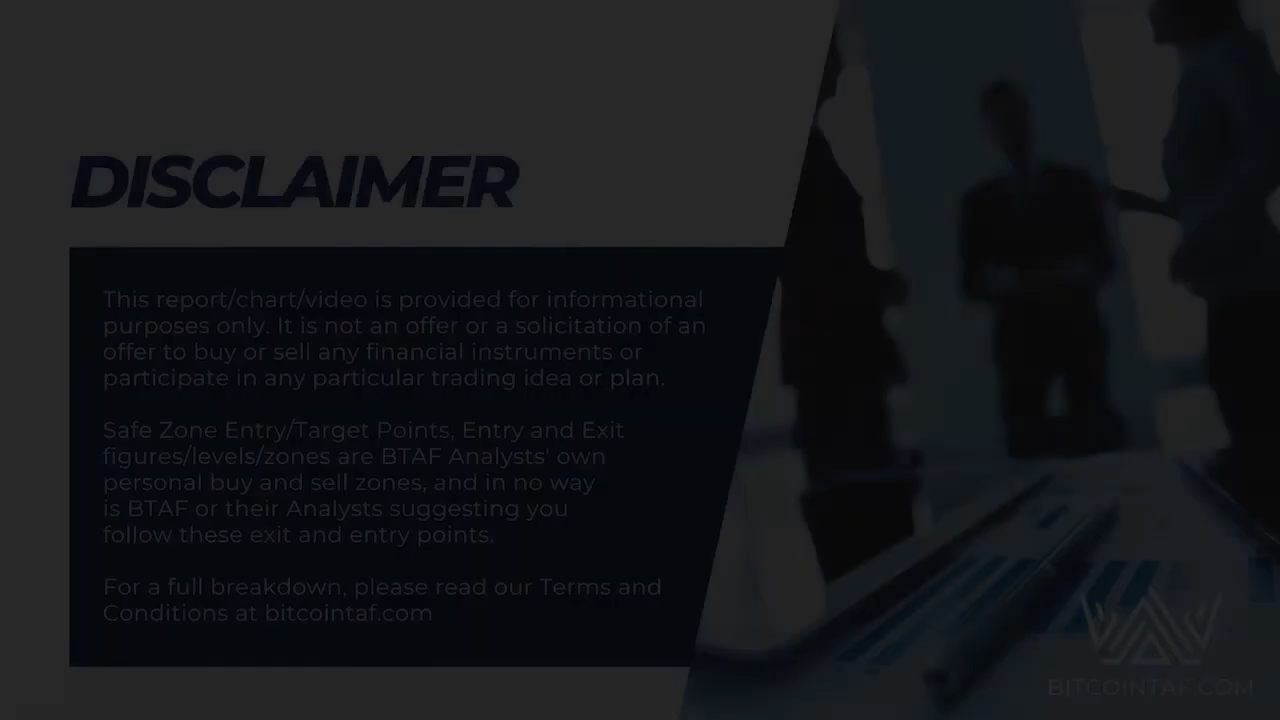 DISCLAIMER
This report/chart/video is provided for informational
purposes only. It is not an offer or a solicitation of an
offer to buy or sell any financial instruments or
participate in any particular trading idea or plan.
Safe Zone Entry/Target Points, Entry and Exit
figures/levels/zones are BTAF Analysts' own
personal buy and sell zones, and in no way
is BTAF or their Analysts suggesting you
follow these exit and entry points.
For a full breakdown, please read our Terms and
Conditions at bitcointaf.com
BITCOINTAF.COM